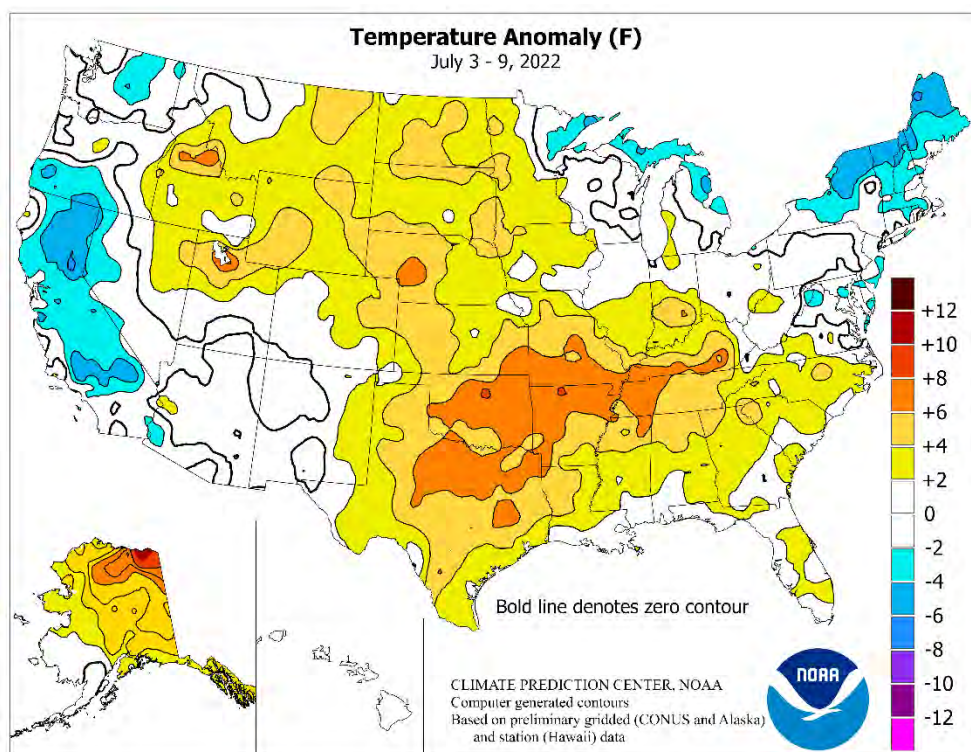 Temperature Anomaly (F)
July 3 - 9, 2022
+12
+10
+8
+6
+4
+2
0
-2
-4
-6
-8
-10
-12
Bold line denotes zero contour
CLIMATE PREDICTION CENTER, NOAA
Computer generated contours
Based on preliminary gridded (CONUS and Alaska)
and station (Hawaii) data
NOAA